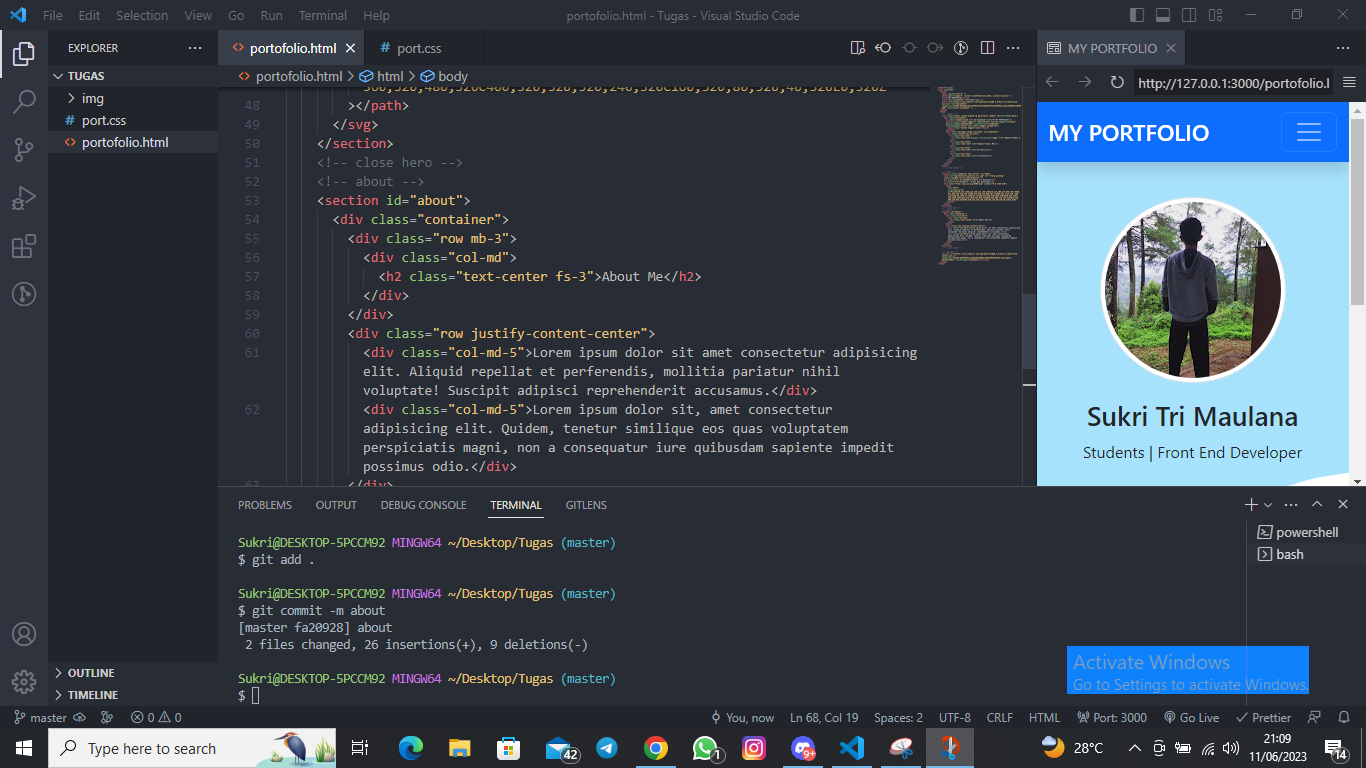 File Edit Selection View Go Run Terminal Help
portofolio.html - Tugas - Visual Studio Code
EXPLORER
TUGAS
img
port.css
portofolio.html
OUTLINE
TIMELINE
portofolio.html
port.css
portofolio.html > html > body
48 ></path>
49 </svg>
50 </section>
51 <!-- close hero -->
52 <!-- about -->
53 <section id="about">
54 <div class="container">
55 <div class="row mb-3">
56 <div class="col-md">
57 <h2 class="text-center fs-3">About Me</h2>
58 </div>
59 </div>
60 <div class="row justify-content-center">
61 <div class="col-md-5">Lorem ipsum dolor sit amet consectetur adipisicing
elit. Aliquid repellat et perferendis, mollitia pariatur nihil
voluptate! Suscipit adipisci reprehenderit accusamus.</div>
62 <div class="col-md-5">Lorem ipsum dolor sit, amet consectetur
adipisicing elit. Quidem, tenetur similique eos quas voluptatem
perspiciatis magni, non a consequatur iure quibusdam sapiente impedit
possimus odio.</div>
63 </div>
MY PORTFOLIO
http://127.0.0.1:3000/portofolio.l
MY PORTFOLIO
Sukri Tri Maulana
Students | Front End Developer
PROBLEMS OUTPUT DEBUG CONSOLE TERMINAL GITLENS
Sukri@DESKTOP-5PCCM92 MINGW64 ~/Desktop/Tugas (master)
$ git add .
Sukri@DESKTOP-5PCCM92 MINGW64 ~/Desktop/Tugas (master)
$ git commit -m about
[master fa20928] about
2 files changed, 26 insertions(+), 9 deletions(-)
Sukri@DESKTOP-5PCCM92 MINGW64 ~/Desktop/Tugas (master)
$
powershell
bash
Activate Windows
Go to Settings to activate Windows.
master 0 0 You, now Ln 68, Col 19 Spaces: 2 UTF-8 CRLF HTML Port: 3000 Go Live Prettier
Type here to search
42
1
9+
28°C
21:09
11/06/2023
14